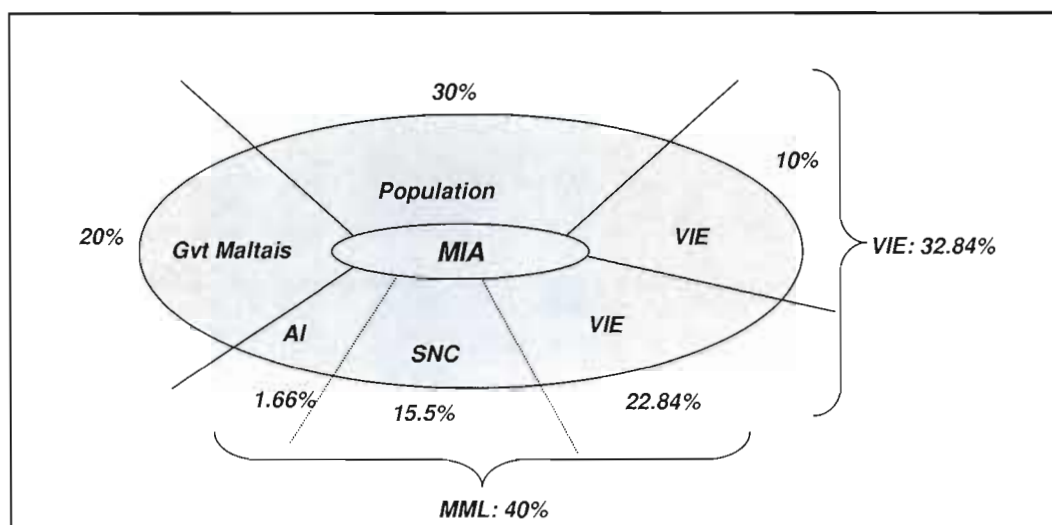 30%
10%
Population
20%
Gvt Maltais
MIA
VIE
VIE: 32.84%
AI
SNC
VIE
1.66%
15.5%
22.84%
MML: 40%